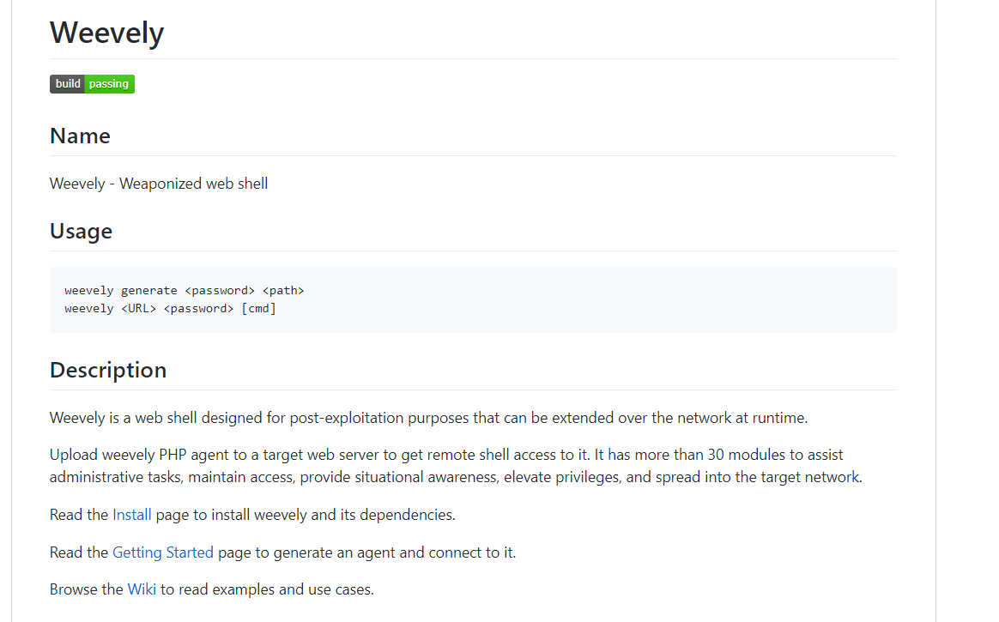 Weevely
build passing
Name
Weevely - Weaponized web shell
Usage
weevely generate <password> <path>
weevely <URL> <password> [cmd]
Description
Weevely is a web shell designed for post-exploitation purposes that can be extended over the network at runtime.
Upload weevely PHP agent to a target web server to get remote shell access to it. It has more than 30 modules to assist
administrative tasks, maintain access, provide situational awareness, elevate privileges, and spread into the target network.
Read the Install page to install weevely and its dependencies.
Read the Getting Started page to generate an agent and connect to it.
Browse the Wiki to read examples and use cases.